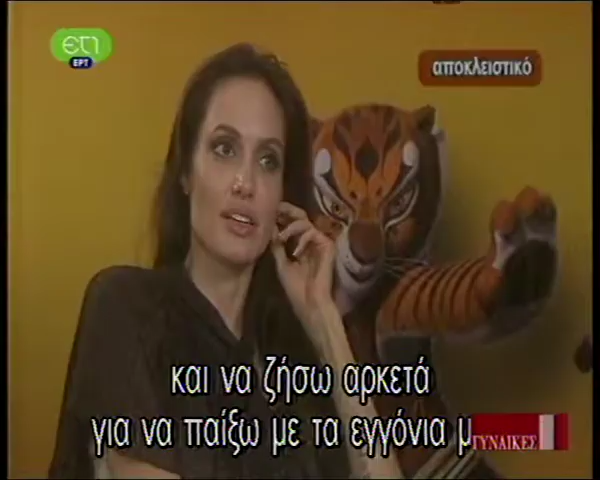 ετ1
ΕΡΤ
αποκλειστικό
και να ζήσω αρκετά
για να παίξω με τα εγγόνια μ
ΓΥΝΑΙΚΕΣ